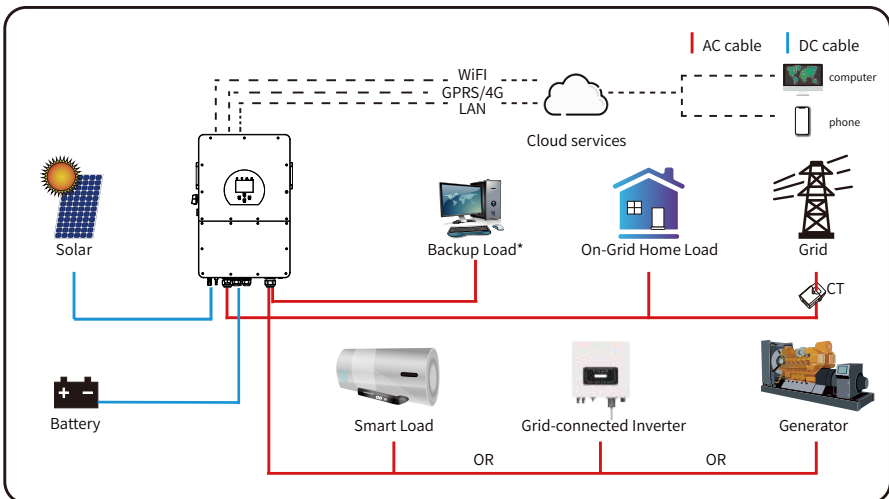 AC cable
DC cable
WiFI
GPRS/4G
LAN
computer
Cloud services
phone
Solar
Backup Load*
On-Grid Home Load
Grid
CT
Battery
Smart Load
Grid-connected Inverter
Generator
OR
OR